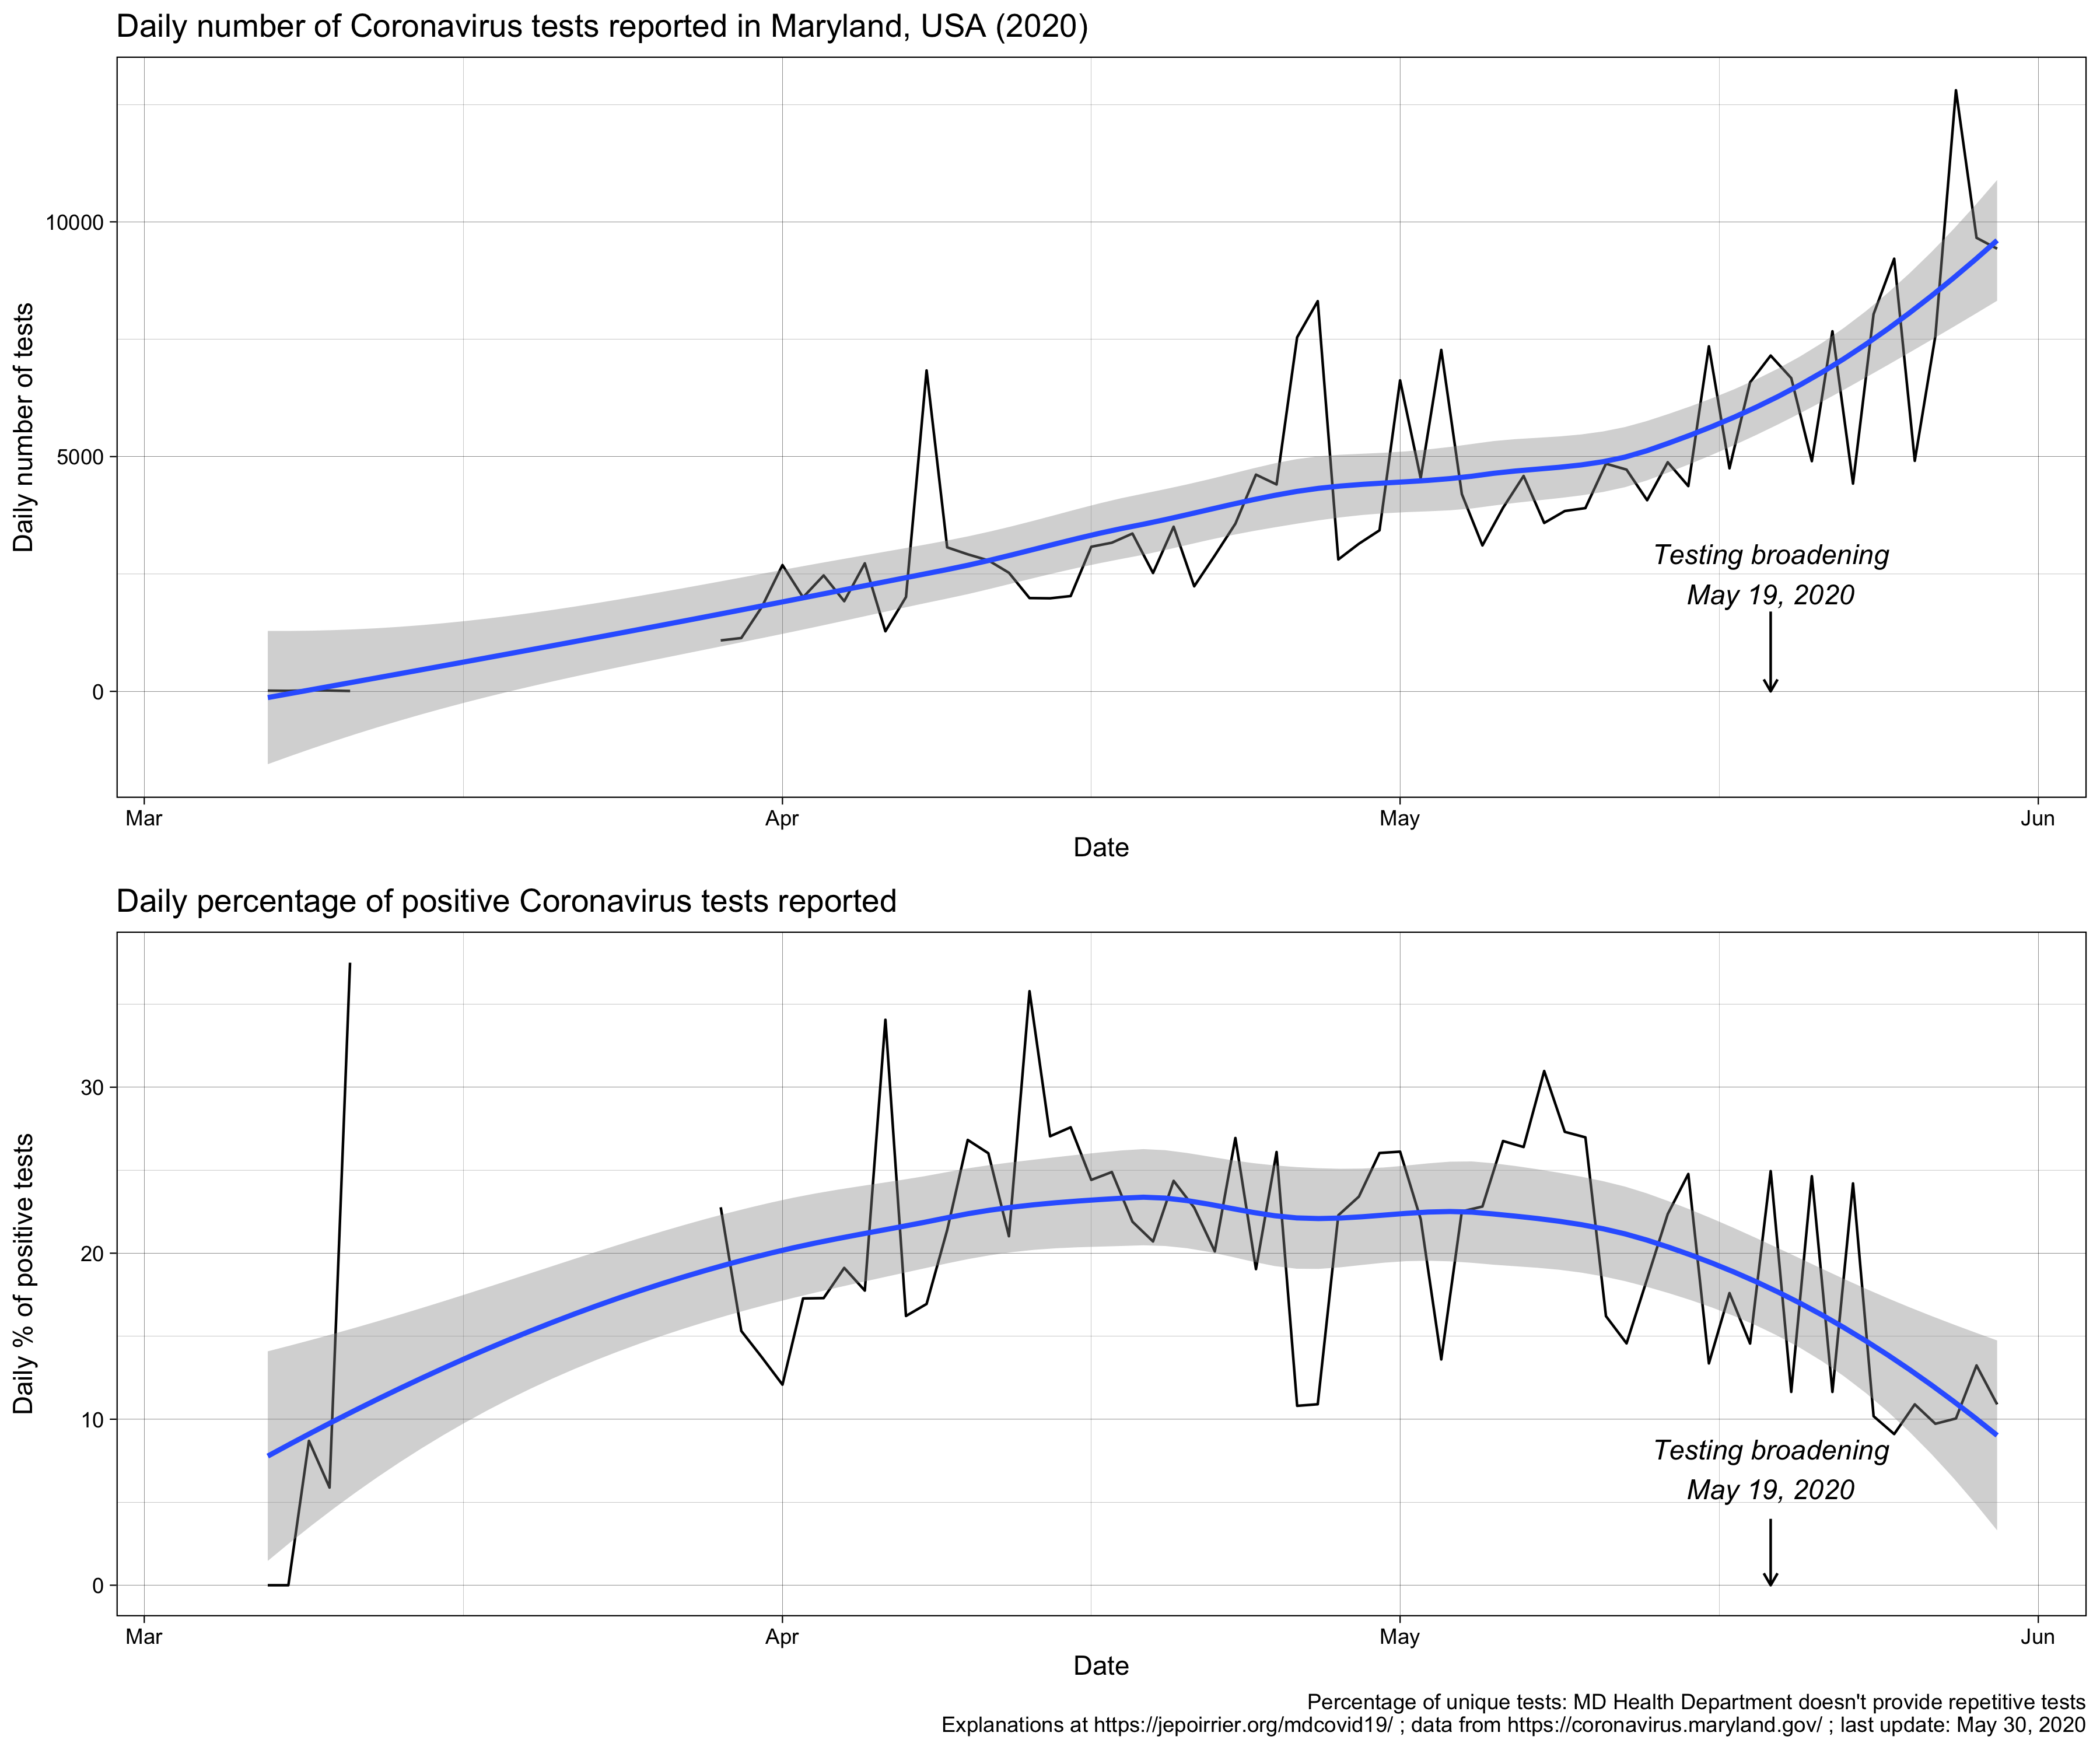 Daily number of Coronavirus tests reported in Maryland, USA (2020)
Daily number of tests
10000
5000
0
Testing broadening
May 19, 2020
Mar
Apr
May
Jun
Date
Daily percentage of positive Coronavirus tests reported
Daily % of positive tests
30
20
10
0
Testing broadening
May 19, 2020
Mar
Apr
May
Jun
Date
Percentage of unique tests: MD Health Department doesn't provide repetitive tests
Explanations at https://jepoirrier.org/mdcovid19/ ; data from https://coronavirus.maryland.gov/ ; last update: May 30, 2020